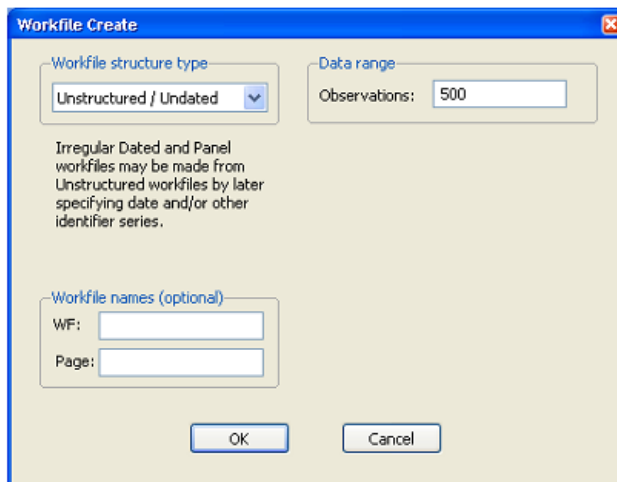 Workfile Create
Workfile structure type
Unstructured / Undated
Irregular Dated and Panel
workfiles may be made from
Unstructured workfiles by later
specifying date and/or other
identifier series.
Data range
Observations: 500
Workfile names (optional)
WF:
Page:
OK Cancel